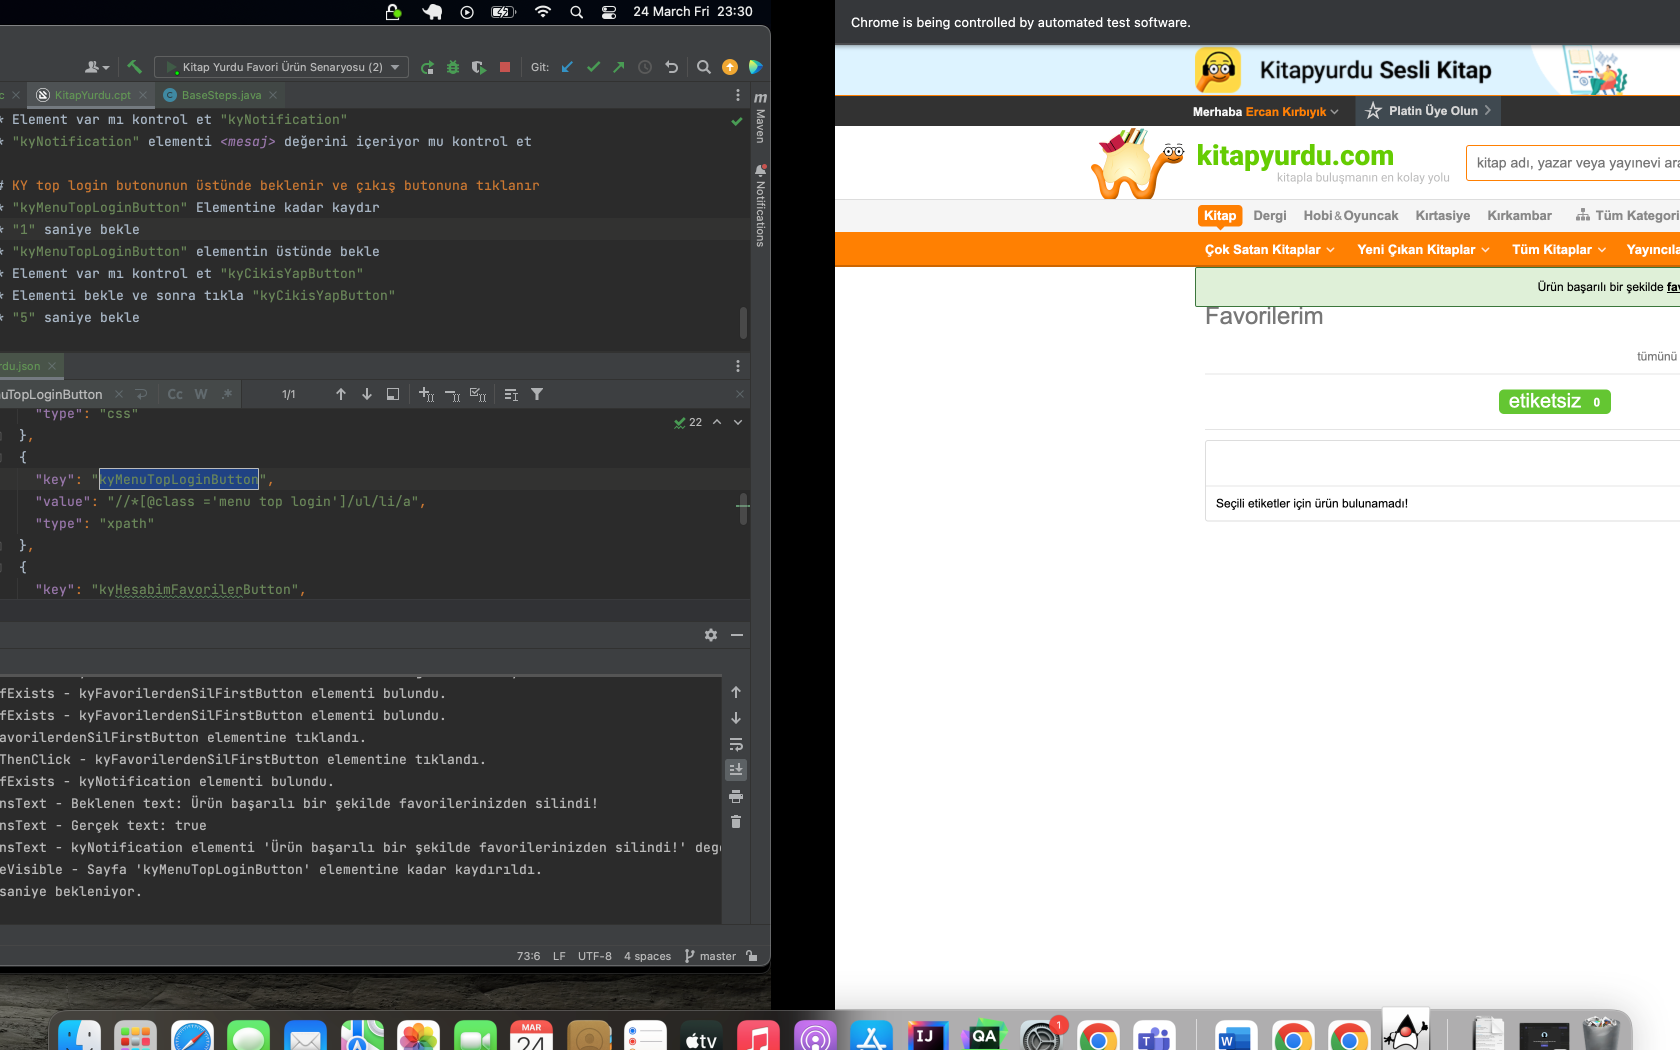 24 March Fri 23:30
Kitap Yurdu Favori Ürün Senaryosu (2)
Git:
c
KitapYurdu.cpt
BaseSteps.java
* Element var mı kontrol et "kyNotification"
* "kyNotification" elementi <mesaj> değerini içeriyor mu kontrol et
# KY top login butonunun üstünde beklenir ve çıkış butonuna tıklanır
* "kyMenuTopLoginButton" Elementine kadar kaydır
* "1" saniye bekle
* "kyMenuTopLoginButton" elementin üstünde bekle
* Element var mı kontrol et "kyCikisYapButton"
* Elementi bekle ve sonra tıkla "kyCikisYapButton"
* "5" saniye bekle
m
Maven
Notifications
rdu.json
uTopLoginButton
Cc W .*
1/1
"type": "css"
},
22
{
"key": "kyMenuTopLoginButton",
"value": "//*[@class ='menu top login']/ul/li/a",
"type": "xpath"
},
{
"key": "kyHesabimFavorilerButton",
fExists - kyFavorilerdenSilFirstButton elementi bulundu.
fExists - kyFavorilerdenSilFirstButton elementi bulundu.
avorilerdenSilFirstButton elementine tıklandı.
ThenClick - kyFavorilerdenSilFirstButton elementine tıklandı.
fExists - kyNotification elementi bulundu.
nsText - Beklenen text: Ürün başarılı bir şekilde favorilerinizden silindi!
nsText - Gerçek text: true
nsText - kyNotification elementi 'Ürün başarılı bir şekilde favorilerinizden silindi!' değe
eVisible - Sayfa 'kyMenuTopLoginButton' elementine kadar kaydırıldı.
saniye bekleniyor.
73:6 LF UTF-8 4 spaces master
Chrome is being controlled by automated test software.
Kitapyurdu Sesli Kitap
Merhaba Ercan Kırbıyık
Platin Üye Olun
kitapyurdu.com
kitapla buluşmanın en kolay yolu
kitap adı, yazar veya yayınevi ara
Kitap Dergi Hobi & Oyuncak Kırtasiye Kırkambar Tüm Kategori
Çok Satan Kitaplar Yeni Çıkan Kitaplar Tüm Kitaplar Yayıncıla
Ürün başarılı bir şekilde fav
Favorilerim
tümünü
etiketsiz 0
Seçili etiketler için ürün bulunamadı!
MAR
24
tv
IJ
QA
1
W